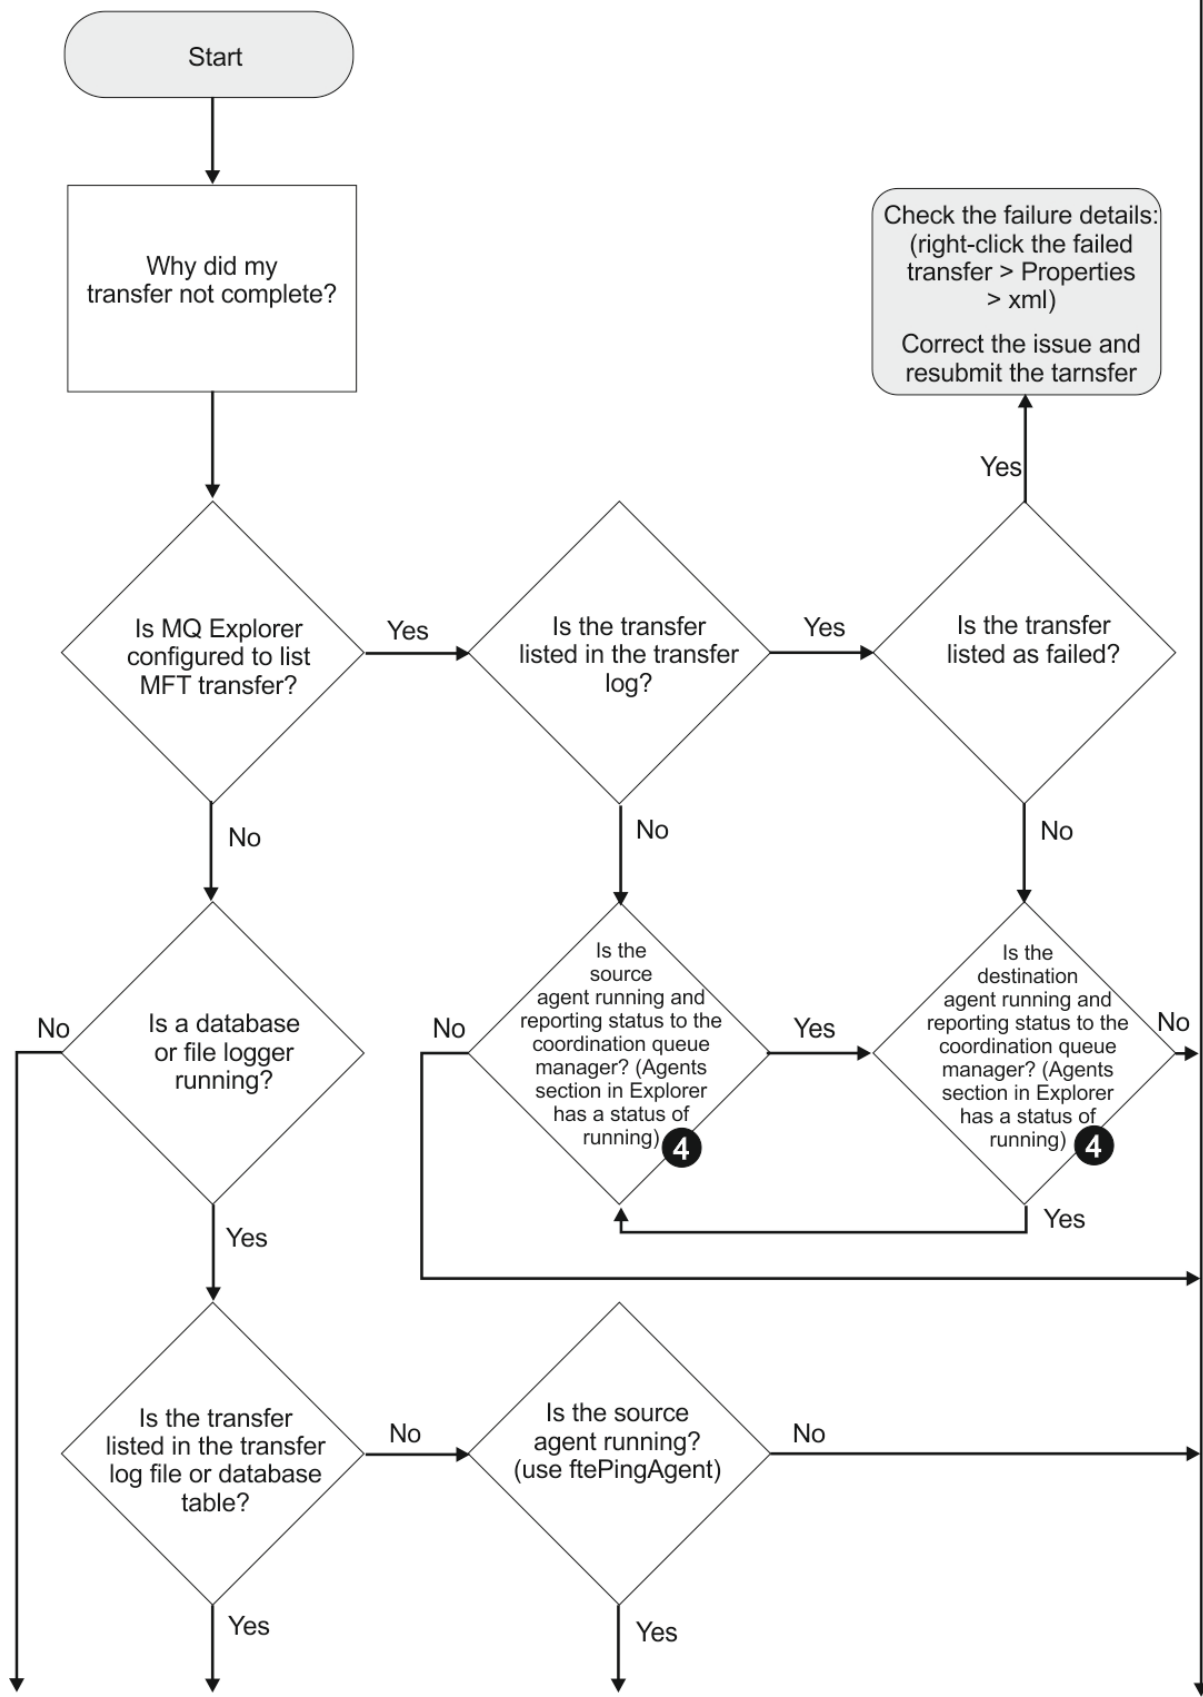 Start
Why did my
transfer not complete?
Check the failure details:
(right-click the failed
transfer > Properties
> xml)
Correct the issue and
resubmit the tarnsfer
Yes
Is MQ Explorer
configured to list
MFT transfer?
Yes
Is the transfer
listed in the transfer
log?
Yes
Is the transfer
listed as failed?
No
No
No
No
Is a database
or file logger
running?
No
Is the
source
agent running and
reporting status to the
coordination queue
manager? (Agents
section in Explorer
has a status of
running)
4
Yes
Is the
destination
agent running and
reporting status to the
coordination queue
manager? (Agents
section in Explorer
has a status of
running)
4
No
Yes
Yes
Is the transfer
listed in the transfer
log file or database
table?
No
Is the source
agent running?
(use ftePingAgent)
No
Yes
Yes